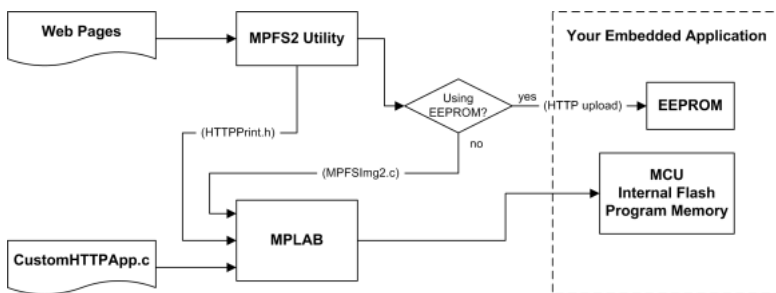 Web Pages
MPFS2 Utility
Your Embedded Application
Using
EEPROM?
yes
(HTTP upload)
EEPROM
(HTTPPrint.h)
no
(MPFSImg2.c)
MCU
Internal Flash
Program Memory
MPLAB
CustomHTTPApp.c